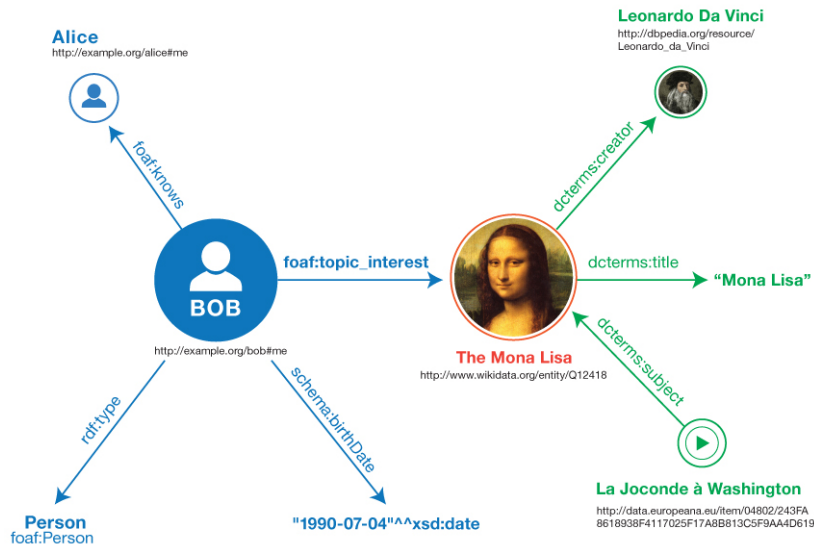 Alice
http://example.org/alice#me
Leonardo Da Vinci
http://dbpedia.org/resource/
Leonardo_da_Vinci
foaf:knows
dcterms:creator
BOB
http://example.org/bob#me
foaf:topic_interest
dcterms:title
“Mona Lisa”
The Mona Lisa
http://www.wikidata.org/entity/Q12418
dcterms:subject
rdf:type
schema:birthDate
La Joconde à Washington
http://data.europeana.eu/item/04802/243FA
8618938F4117025F17A8B813C5F9AA4D619
Person
foaf:Person
"1990-07-04"^^xsd:date